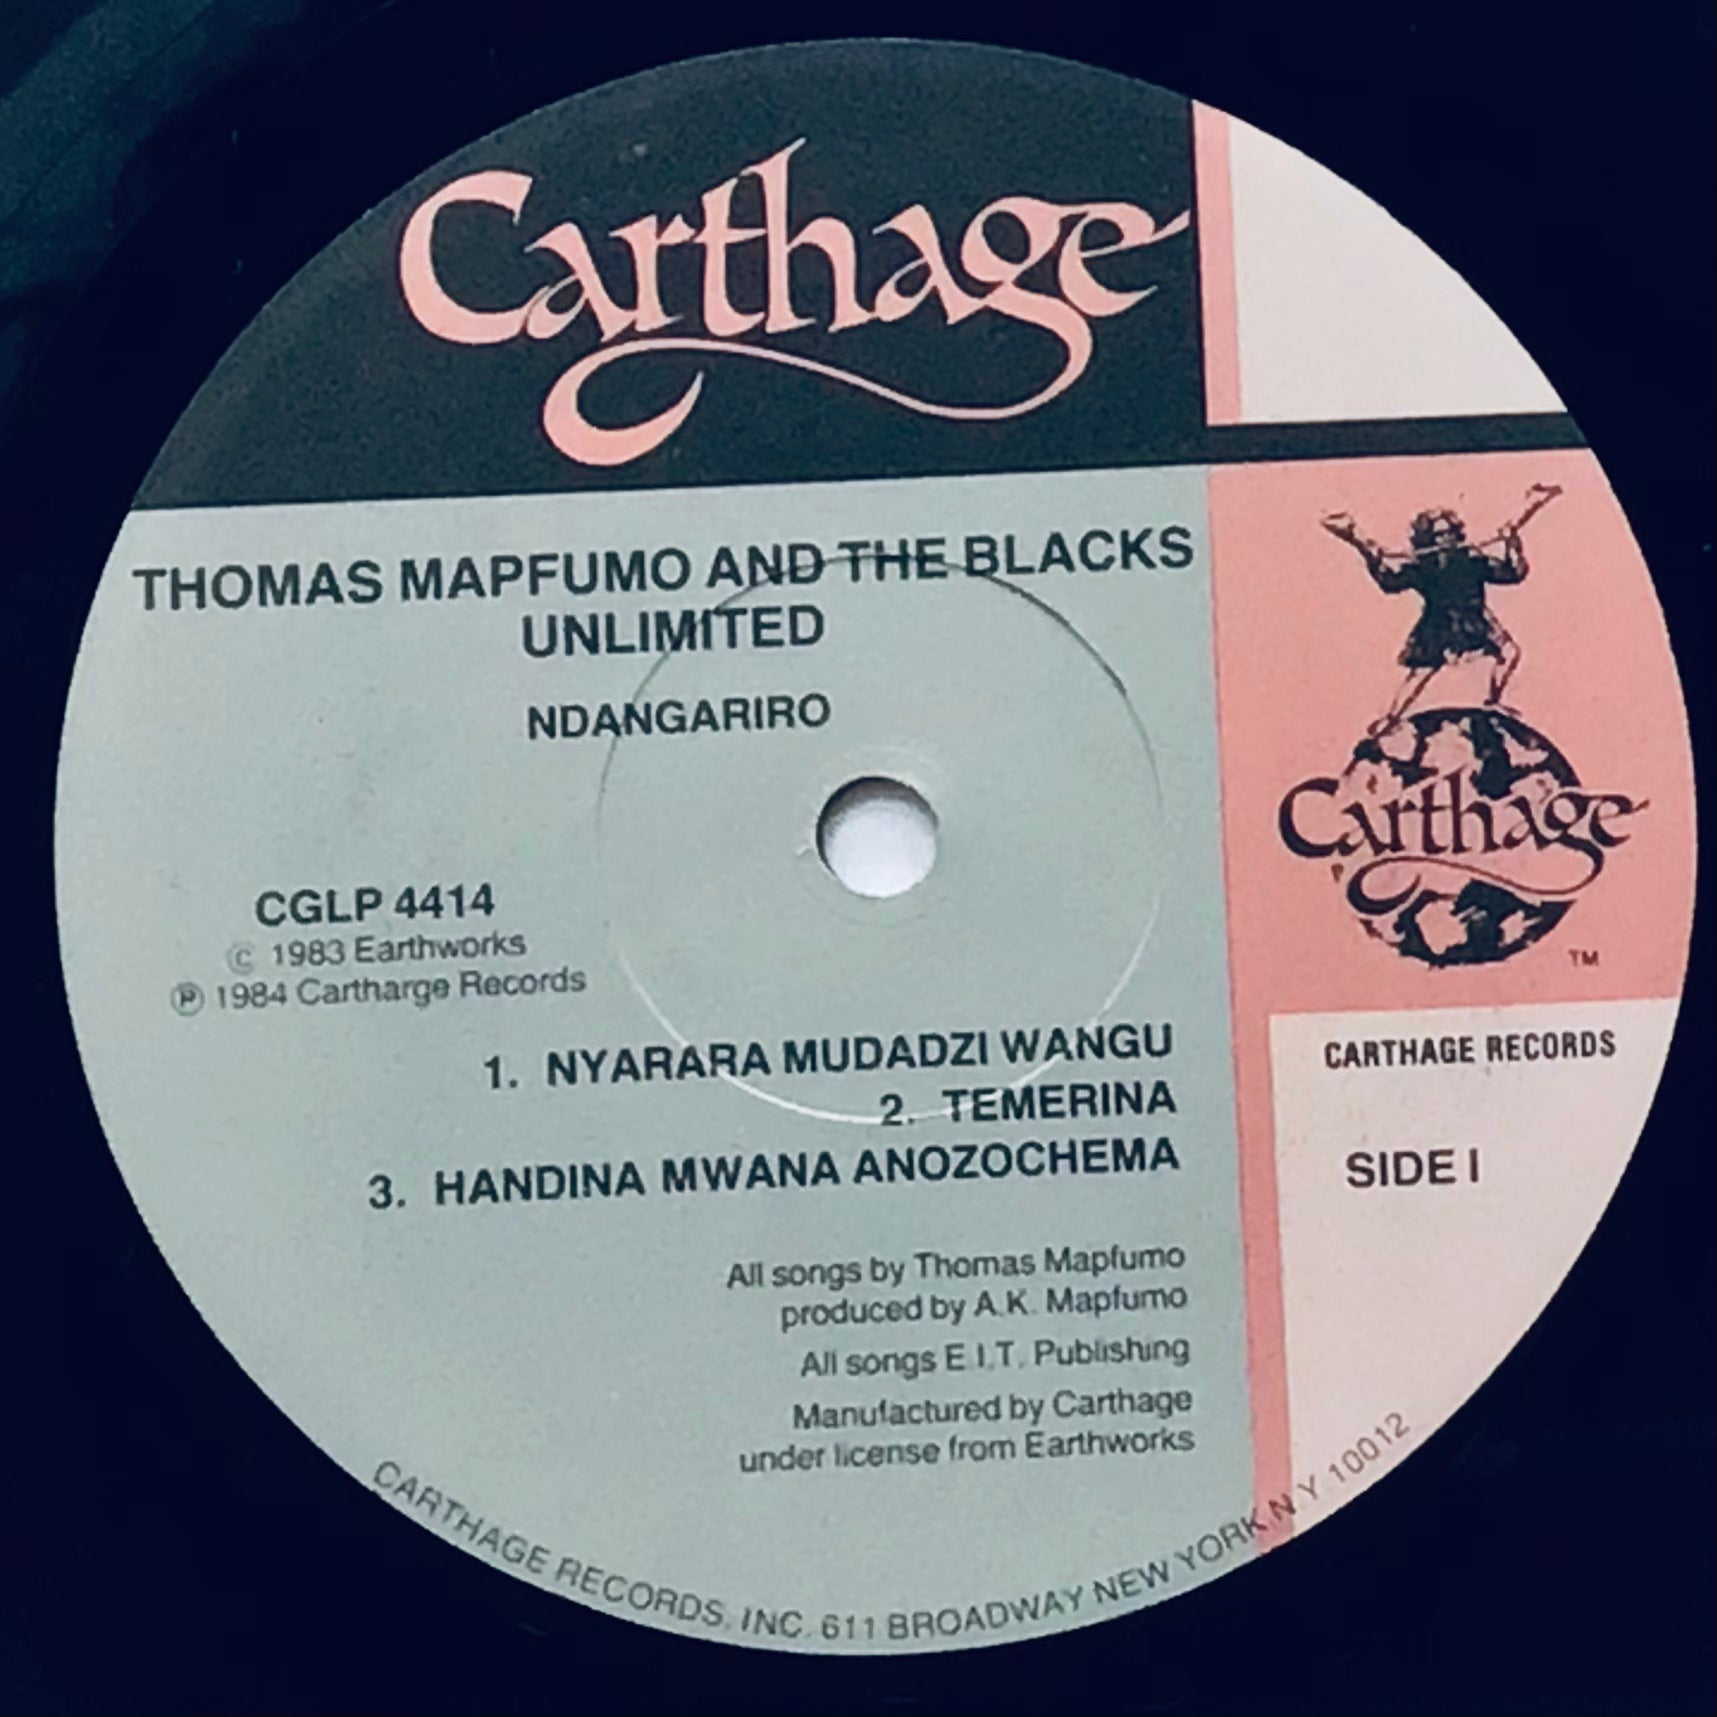 Carthage
THOMAS MAPFUMO AND THE BLACKS
UNLIMITED
NDANGARIRO
CGLP 4414
© 1983 Earthworks
℗ 1984 Cartharge Records
1. NYARARA MUDADZI WANGU
2. TEMERINA
3. HANDINA MWANA ANOZOCHEMA
All songs by Thomas Mapfumo
produced by A.K. Mapfumo
All songs E.I.T. Publishing
Manufactured by Carthage
under license from Earthworks
Carthage
TM
CARTHAGE RECORDS
SIDE I
CARTHAGE RECORDS, INC. 611 BROADWAY NEW YORK N Y 10012